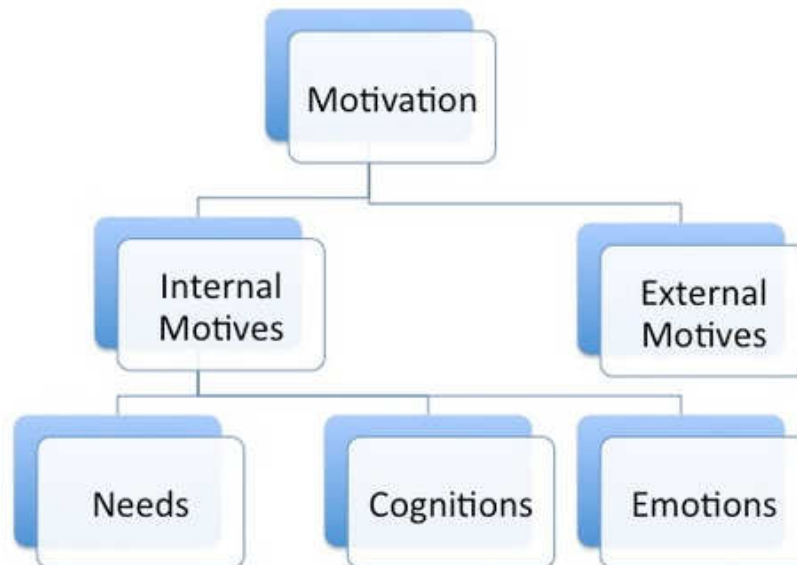 Motivation
Internal
Motives
External
Motives
Needs
Cognitions
Emotions